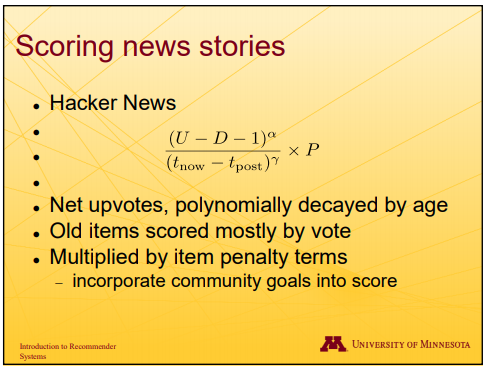 Scoring news stories
• Hacker News
•
•
•
(U − D − 1)^α / (t_now − t_post)^γ × P
• Net upvotes, polynomially decayed by age
• Old items scored mostly by vote
• Multiplied by item penalty terms
– incorporate community goals into score
Introduction to Recommender
Systems
M UNIVERSITY OF MINNESOTA